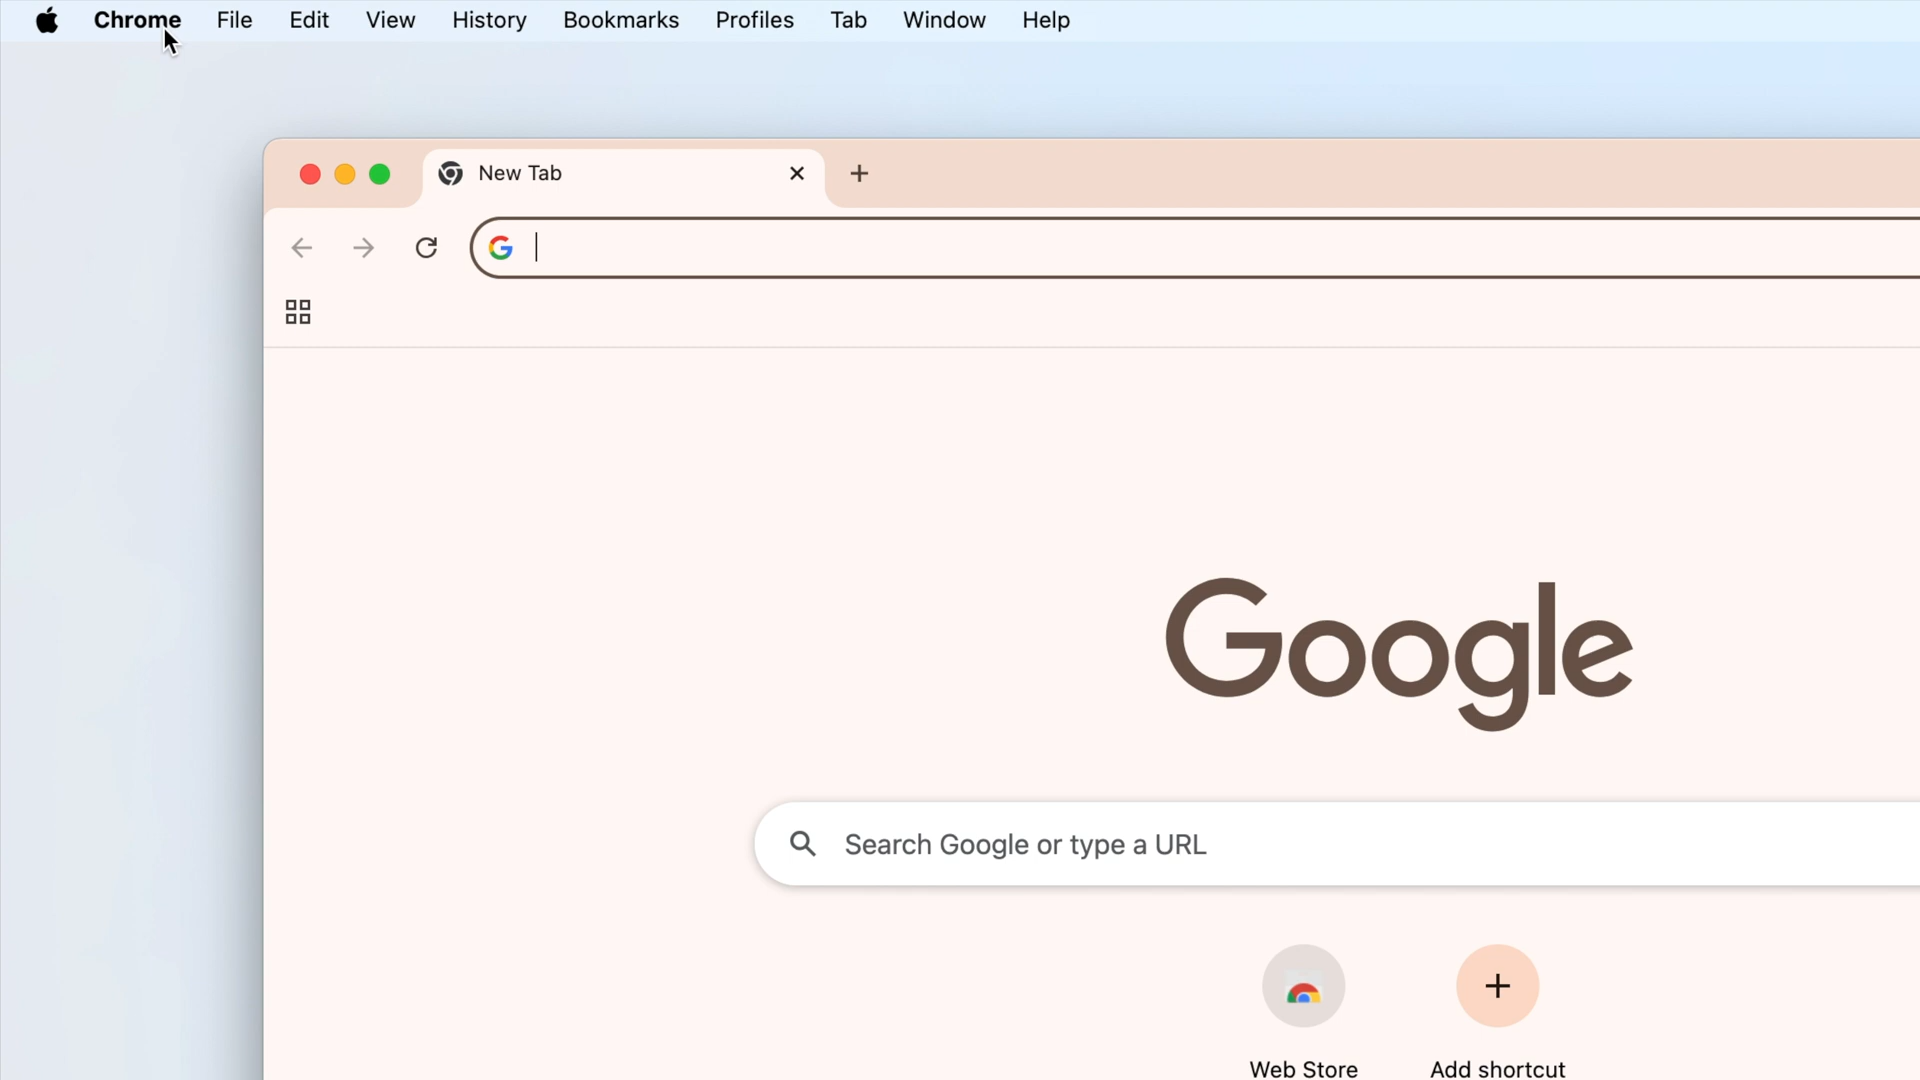 Chrome File Edit View History Bookmarks Profiles Tab Window Help
New Tab
Google
Search Google or type a URL
Web Store Add shortcut